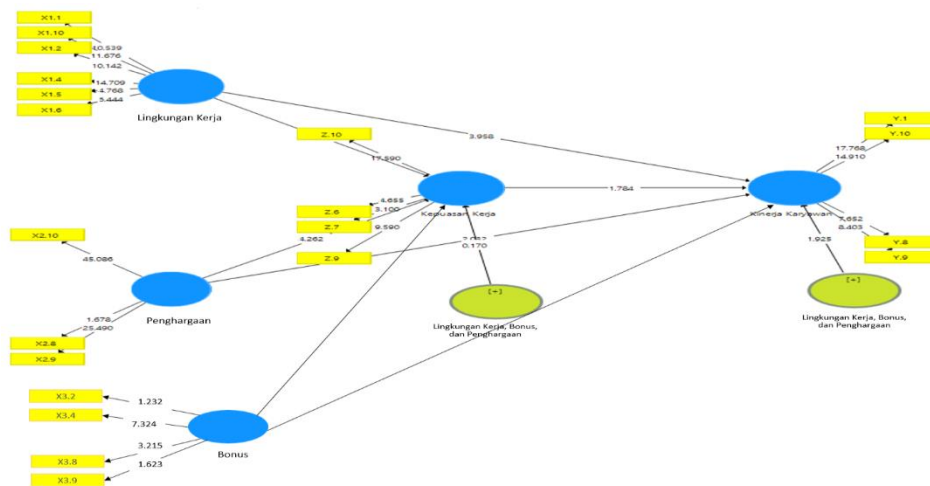 X1.1
X1.10
X1.2
X1.4
X1.5
X1.6
40.539
11.676
10.142
14.709
4.768
5.444
Lingkungan Kerja
Z.10
17.590
3.958
Y.1
Y.10
17.768
14.910
Z.6
Z.7
Z.9
4.655
3.100
9.590
Kepuasan Kerja
1.784
Kinerja Karyawan
7.652
8.403
Y.8
Y.9
X2.10
45.086
4.262
0.170
1.925
Penghargaan
[+]
Lingkungan Kerja, Bonus,
dan Penghargaan
[+]
Lingkungan Kerja, Bonus,
dan Penghargaan
1.678
25.490
X2.8
X2.9
X3.2
X3.4
X3.8
X3.9
1.232
7.324
3.215
1.623
Bonus